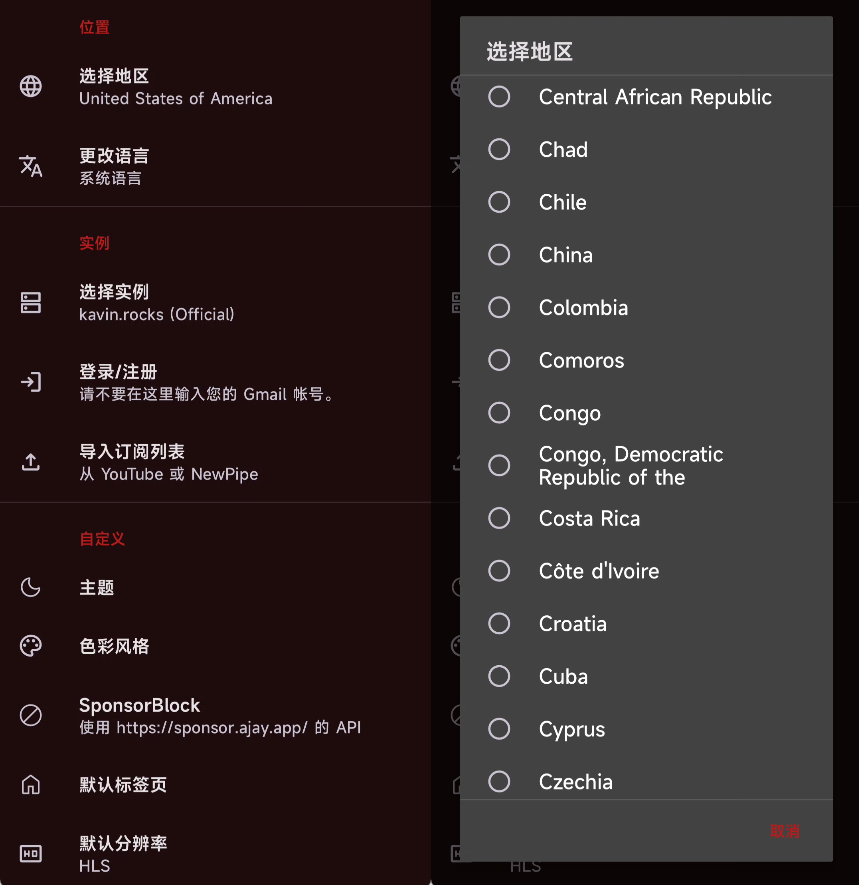 位置
选择地区
United States of America
更改语言
系统语言
实例
选择实例
kavin.rocks (Official)
登录/注册
请不要在这里输入您的 Gmail 帐号。
导入订阅列表
从 YouTube 或 NewPipe
自定义
主题
色彩风格
SponsorBlock
使用 https://sponsor.ajay.app/ 的 API
默认标签页
默认分辨率
HLS
选择地区
Central African Republic
Chad
Chile
China
Colombia
Comoros
Congo
Congo, Democratic
Republic of the
Costa Rica
Côte d'Ivoire
Croatia
Cuba
Cyprus
Czechia
取消
HLS